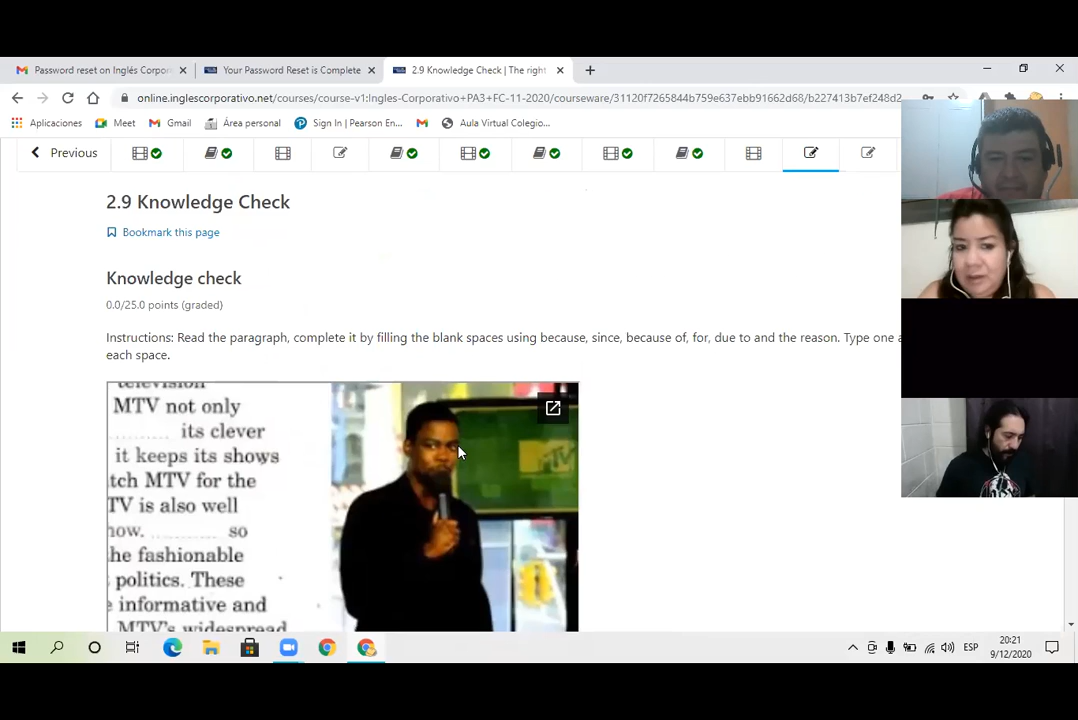 Password reset on Inglés Corpor
Your Password Reset is Complete
2.9 Knowledge Check | The right
online.inglescorporativo.net/courses/course-v1:Ingles-Corporativo+PA3+FC-11-2020/courseware/31120f7265844b759e637ebb91662d68/b227413b7ef248d2
Aplicaciones
Meet
Gmail
Área personal
Sign In | Pearson En...
Aula Virtual Colegio...
Previous
2.9 Knowledge Check
Bookmark this page
Knowledge check
0.0/25.0 points (graded)
Instructions: Read the paragraph, complete it by filling the blank spaces using because, since, because of, for, due to and the reason. Type one a
each space.
television
MTV not only
.......... its clever
it keeps its shows
tch MTV for the
TV is also well
now. .......... so
he fashionable
politics. These
informative and
MTV's widespread
MTV
ESP
20:21
9/12/2020